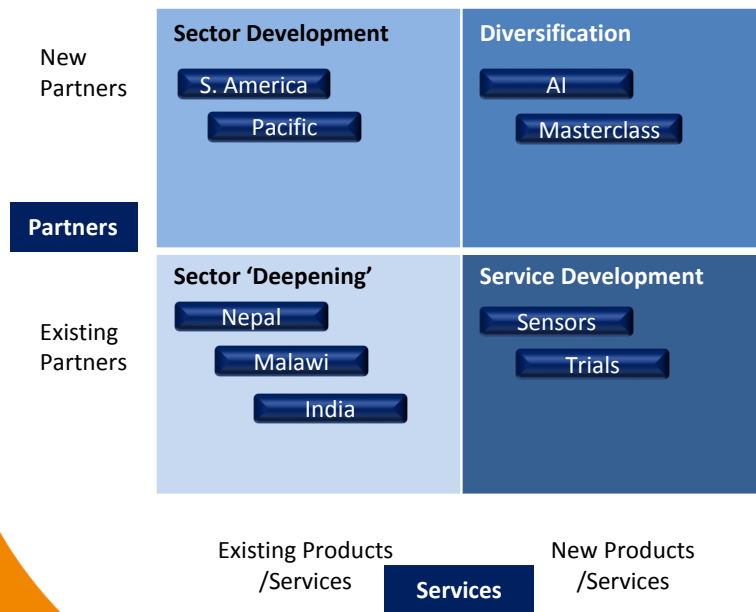 Sector Development
Diversification
New
Partners
S. America
AI
Pacific
Masterclass
Partners
Sector ‘Deepening’
Service Development
Existing
Partners
Nepal
Sensors
Malawi
Trials
India
Existing Products
/Services
New Products
/Services
Services